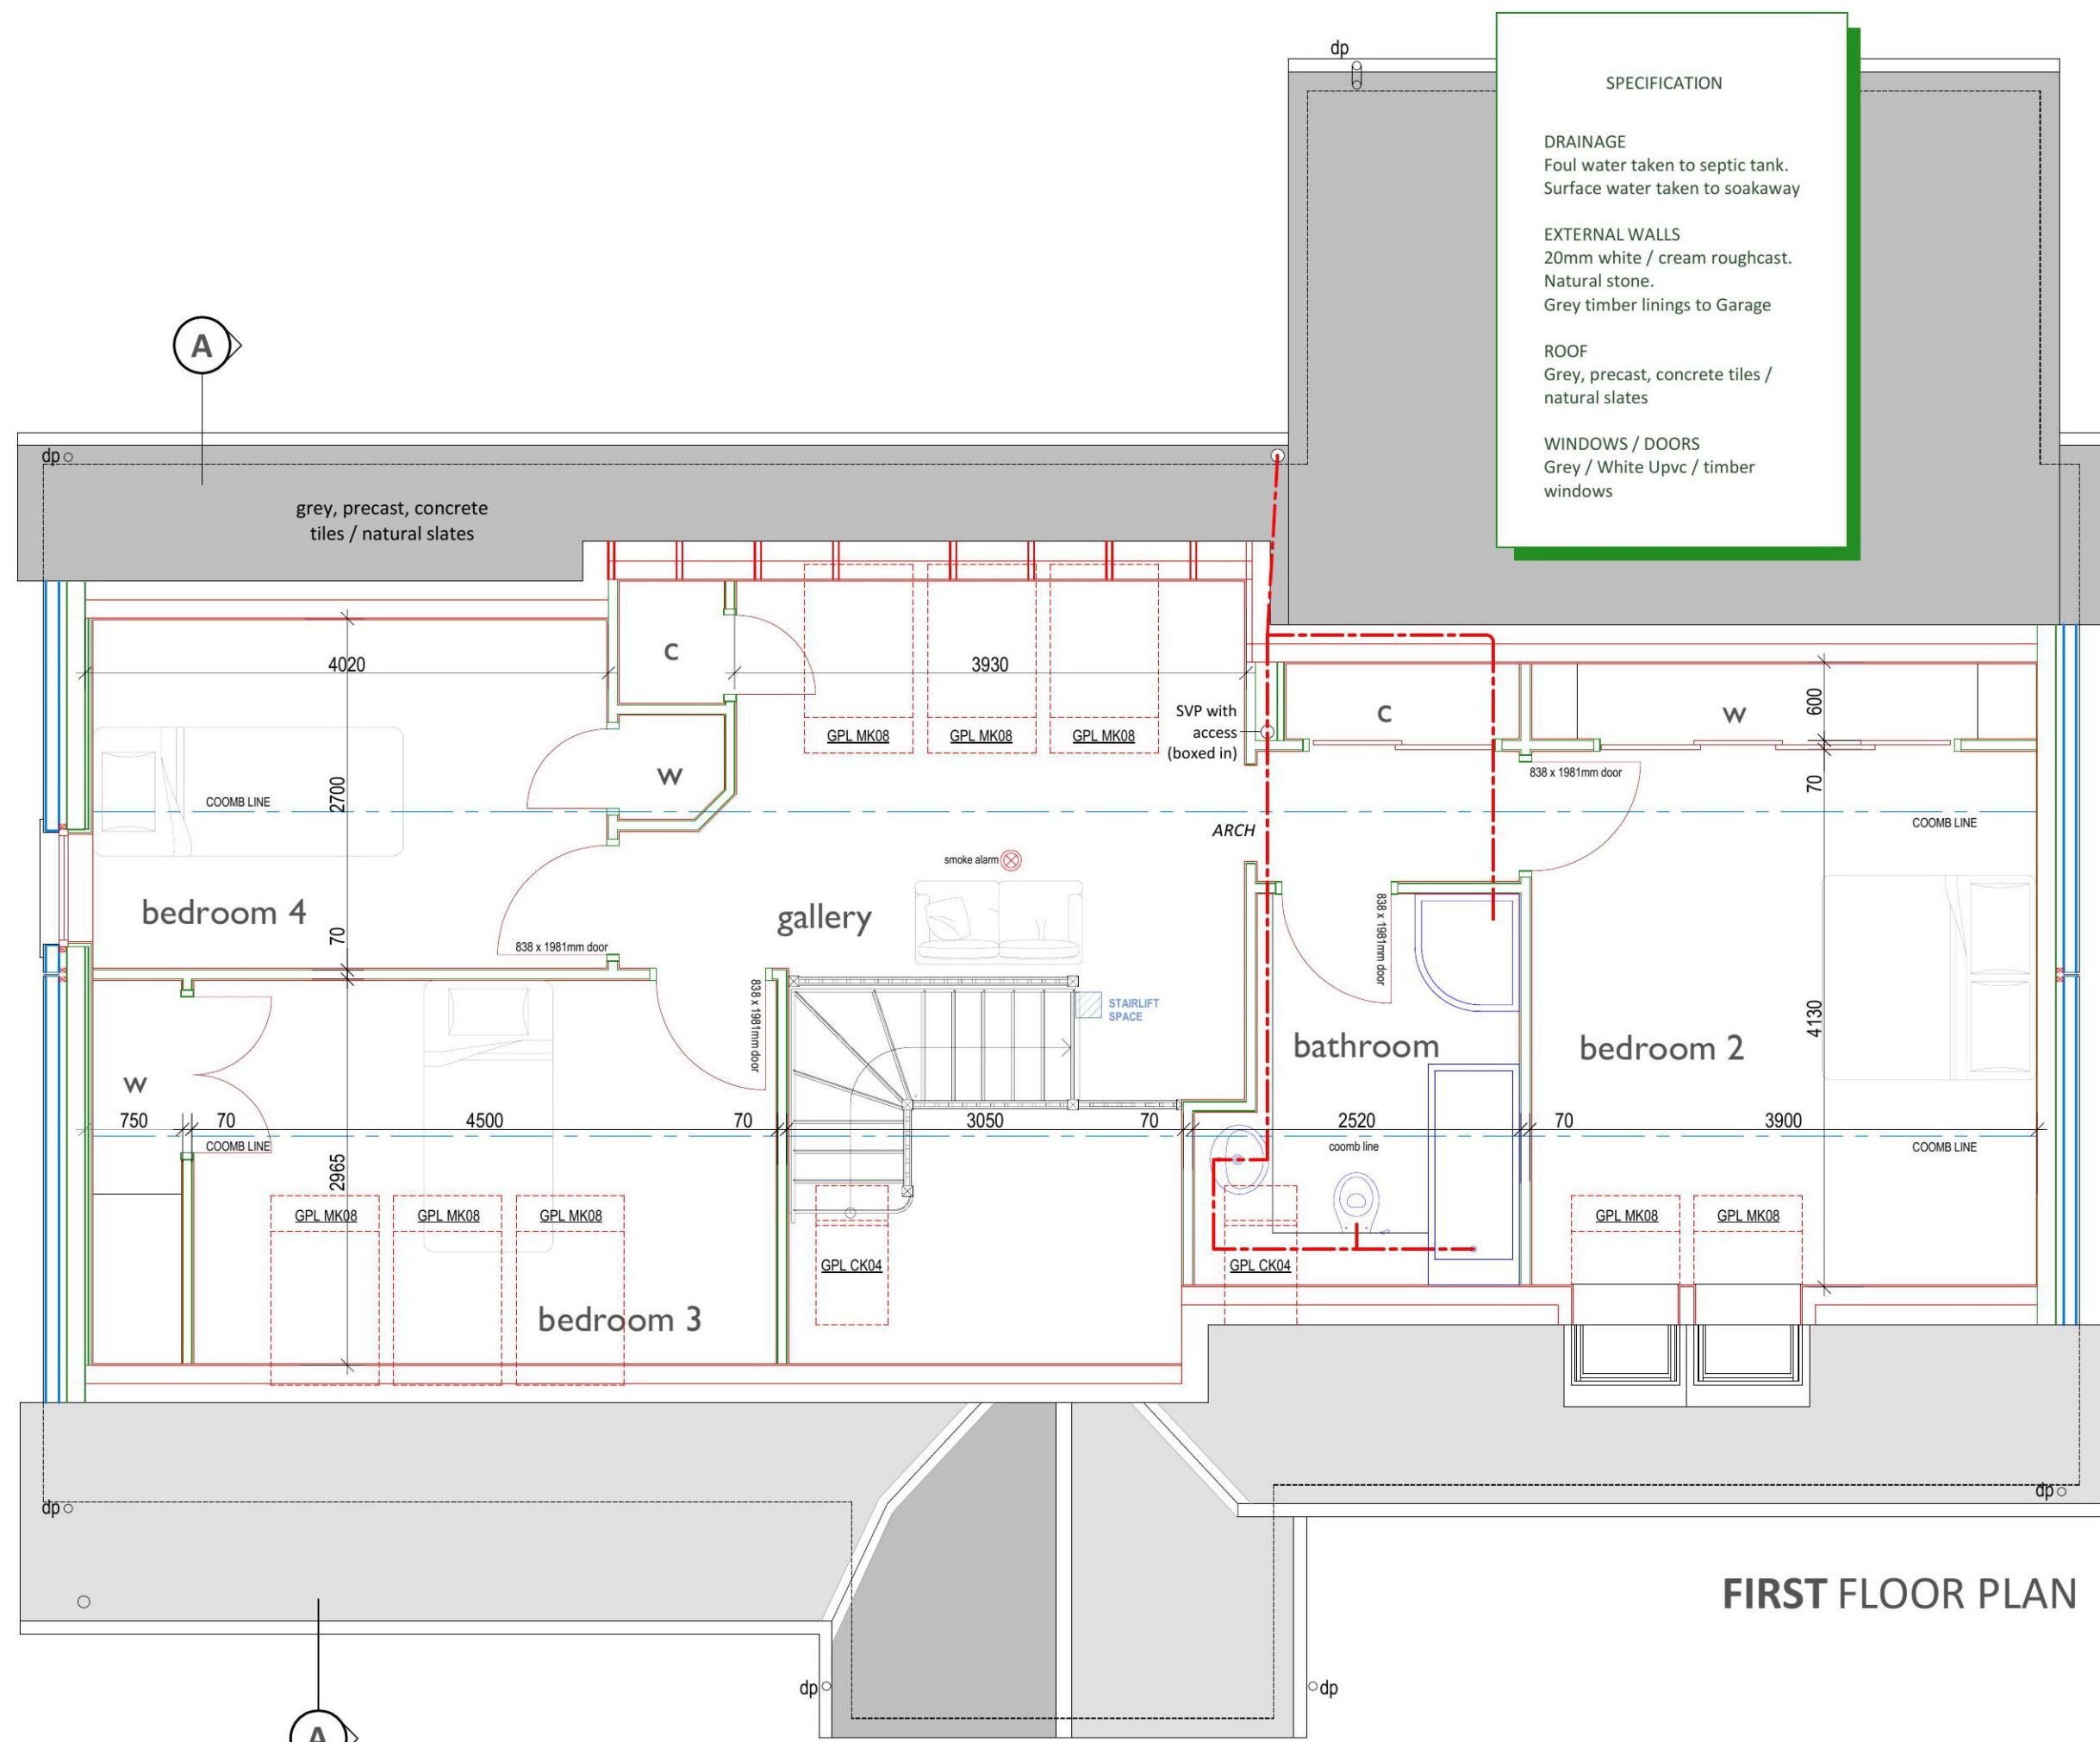 dp
SPECIFICATION
DRAINAGE
Foul water taken to septic tank.
Surface water taken to soakaway
EXTERNAL WALLS
20mm white / cream roughcast.
Natural stone.
Grey timber linings to Garage
ROOF
Grey, precast, concrete tiles /
natural slates
WINDOWS / DOORS
Grey / White Upvc / timber
windows
A
dp
grey, precast, concrete
tiles / natural slates
4020
C
3930
600
SVP with
access
(boxed in)
C
W
GPL MK08
GPL MK08
GPL MK08
W
838 x 1981mm door
70
2700
COOMB LINE
COOMB LINE
ARCH
smoke alarm
bedroom 4
gallery
70
838 x 1981mm door
838 x 1981mm door
838 x 1981mm door
STAIRLIFT
SPACE
4130
bathroom
bedroom 2
W
750
70
4500
70
3050
70
2520
70
3900
COOMB LINE
coomb line
COOMB LINE
2965
GPL MK08
GPL MK08
GPL MK08
GPL MK08
GPL MK08
GPL CK04
GPL CK04
bedroom 3
dp
dp
FIRST FLOOR PLAN
dp
dp
A